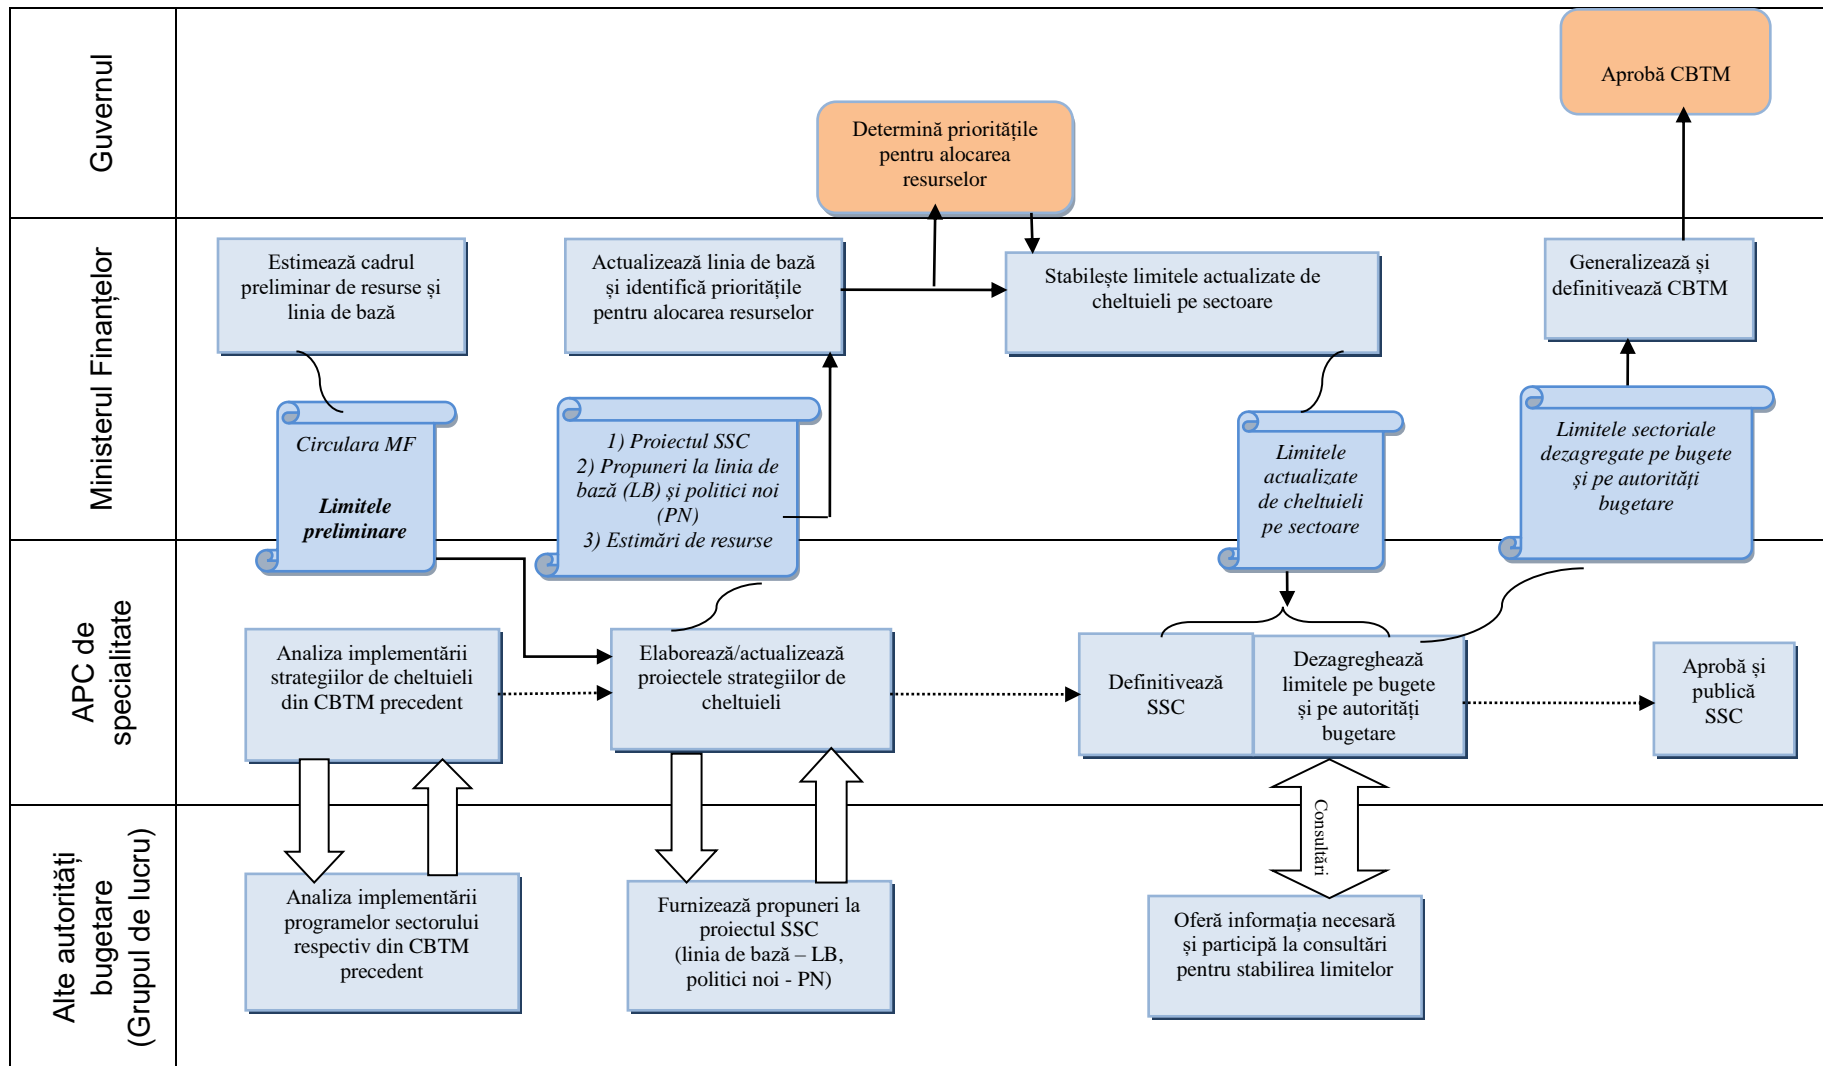 Guvernul
Aprobă CBTM
Determină prioritățile
pentru alocarea
resurselor
Ministerul Finanțelor
Estimează cadrul
preliminar de resurse și
linia de bază
Actualizează linia de bază
și identifică prioritățile
pentru alocarea resurselor
Stabilește limitele actualizate de
cheltuieli pe sectoare
Generalizează și
definitivează CBTM
Circulara MF
Limitele
preliminare
1) Proiectul SSC
2) Propuneri la linia de
bază (LB) și politici noi
(PN)
3) Estimări de resurse
Limitele
actualizate
de cheltuieli
pe sectoare
Limitele sectoriale
dezagregate pe bugete
și pe autorități
bugetare
APC de
specialitate
Analiza implementării
strategiilor de cheltuieli
din CBTM precedent
Elaborează/actualizează
proiectele strategiilor de
cheltuieli
Definitivează
SSC
Dezagreghează
limitele pe bugete
și pe autorități
bugetare
Aprobă și
publică
SSC
Consultări
Alte autorități
bugetare
(Grupul de lucru)
Analiza implementării
programelor sectorului
respectiv din CBTM
precedent
Furnizează propuneri la
proiectul SSC
(linia de bază – LB,
politici noi - PN)
Oferă informația necesară
și participă la consultări
pentru stabilirea limitelor